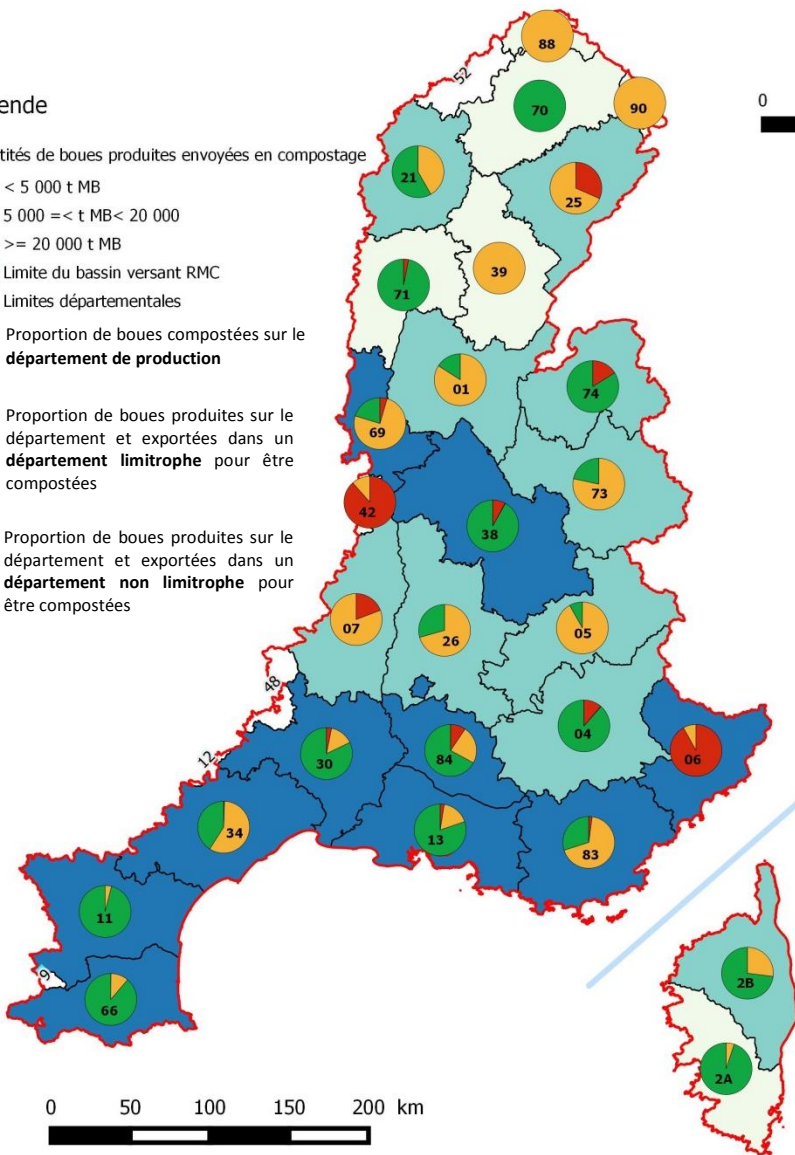 88
52
70
90
0
ende
tités de boues produites envoyées en compostage
21
25
< 5 000 t MB
5 000 =< t MB< 20 000
>= 20 000 t MB
39
Limite du bassin versant RMC
71
Limites départementales
Proportion de boues compostées sur le
département de production
01
74
69
Proportion de boues produites sur le
département et exportées dans un
département limitrophe pour être
compostées
73
42
38
Proportion de boues produites sur le
département et exportées dans un
département non limitrophe pour
être compostées
07
26
05
48
04
12
30
84
06
34
13
83
11
9
2B
66
2A
0 50 100 150 200 km